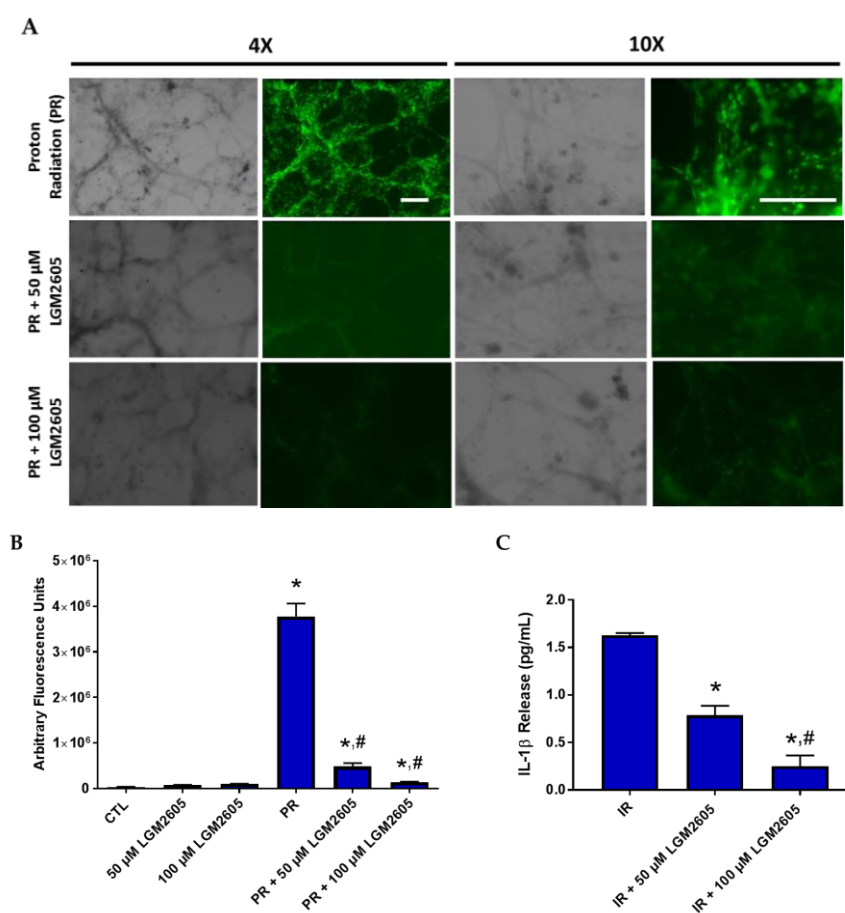 A
4X
10X
Proton
Radiation (PR)
PR + 50 µM
LGM2605
PR + 100 µM
LGM2605
B
Arbitrary Fluorescence Units
5×10⁶
4×10⁶
3×10⁶
2×10⁶
1×10⁶
0
*
*,#
*,#
CTL
50 µM LGM2605
100 µM LGM2605
PR
PR + 50 µM LGM2605
PR + 100 µM LGM2605
C
IL-1β Release (pg/mL)
2.0
1.5
1.0
0.5
0.0
*
*,#
IR
IR + 50 µM LGM2605
IR + 100 µM LGM2605